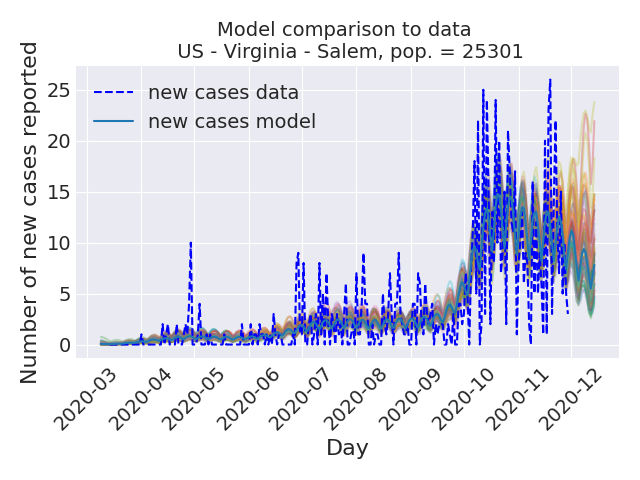 Model comparison to data
US - Virginia - Salem, pop. = 25301
Number of new cases reported
25
20
15
10
5
0
new cases data
new cases model
2020-03
2020-04
2020-05
2020-06
2020-07
2020-08
2020-09
2020-10
2020-11
2020-12
Day